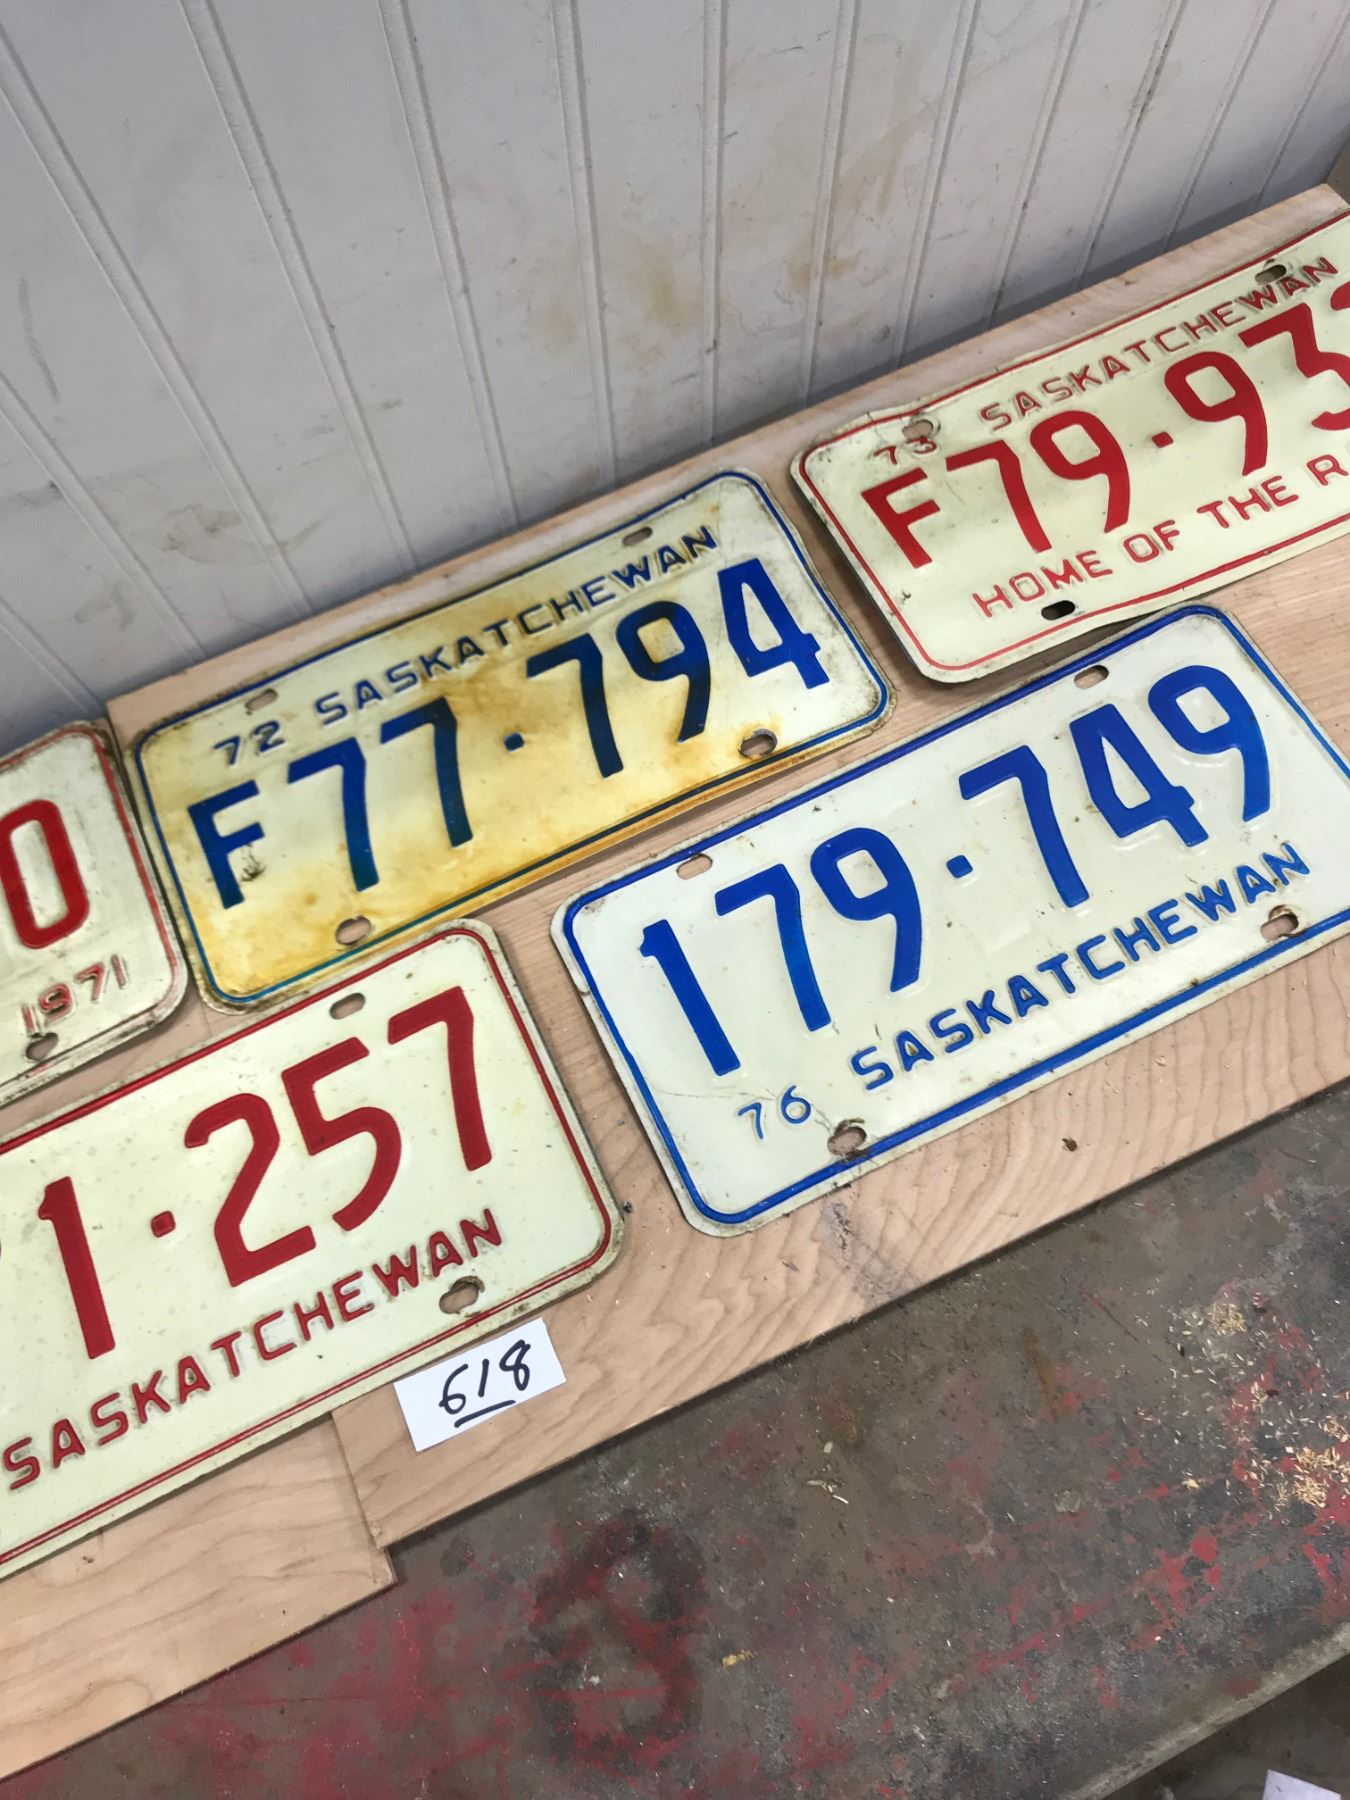 0
1971
72 SASKATCHEWAN
F77·794
73 SASKATCHEWAN
F79·93
HOME OF THE R
1·257
SASKATCHEWAN
179·749
76 SASKATCHEWAN
618